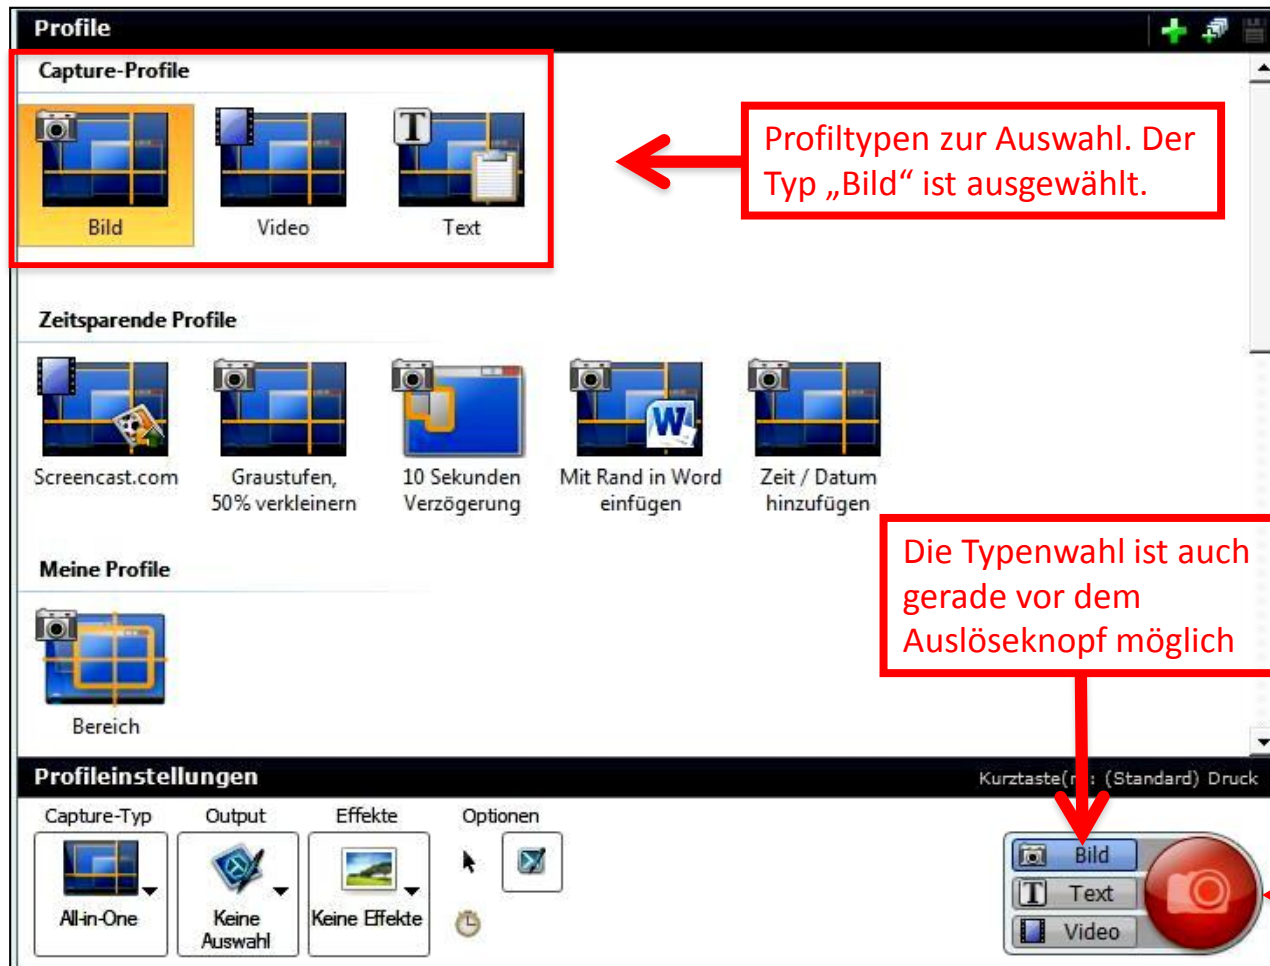 Profile
Capture-Profile
Bild
Video
Text
Profiltypen zur Auswahl. Der
Typ „Bild“ ist ausgewählt.
Zeitsparende Profile
Screencast.com
Graustufen,
50% verkleinern
10 Sekunden
Verzögerung
Mit Rand in Word
einfügen
Zeit / Datum
hinzufügen
Die Typenwahl ist auch
gerade vor dem
Auslöseknopf möglich
Meine Profile
Bereich
Profileinstellungen
Kurztaste(n): (Standard) Druck
Capture-Typ
Output
Effekte
Optionen
All-in-One
Keine
Auswahl
Keine Effekte
Bild
Text
Video